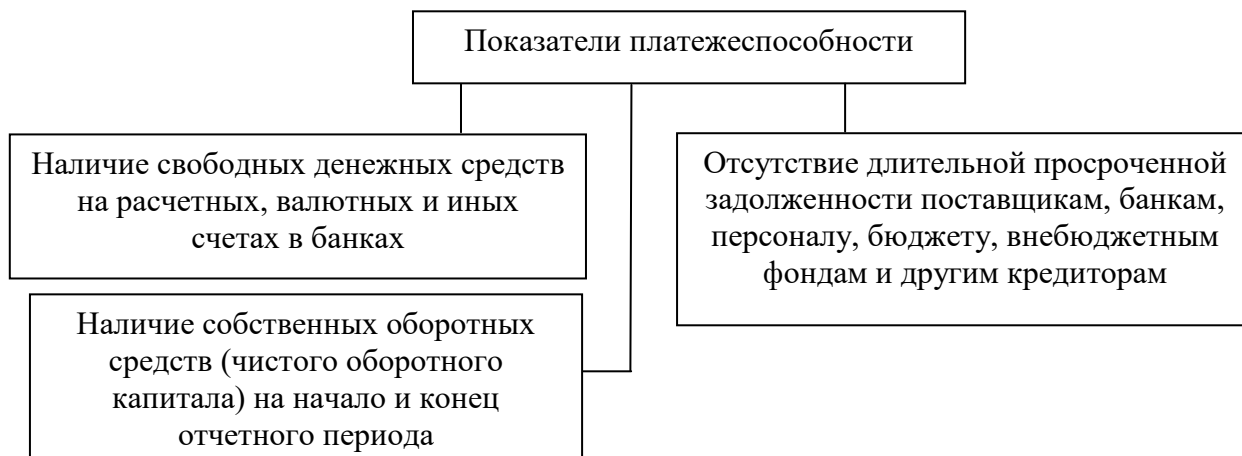 Показатели платежеспособности
Наличие свободных денежных средств
на расчетных, валютных и иных
счетах в банках
Отсутствие длительной просроченной
задолженности поставщикам, банкам,
персоналу, бюджету, внебюджетным
фондам и другим кредиторам
Наличие собственных оборотных
средств (чистого оборотного
капитала) на начало и конец
отчетного периода